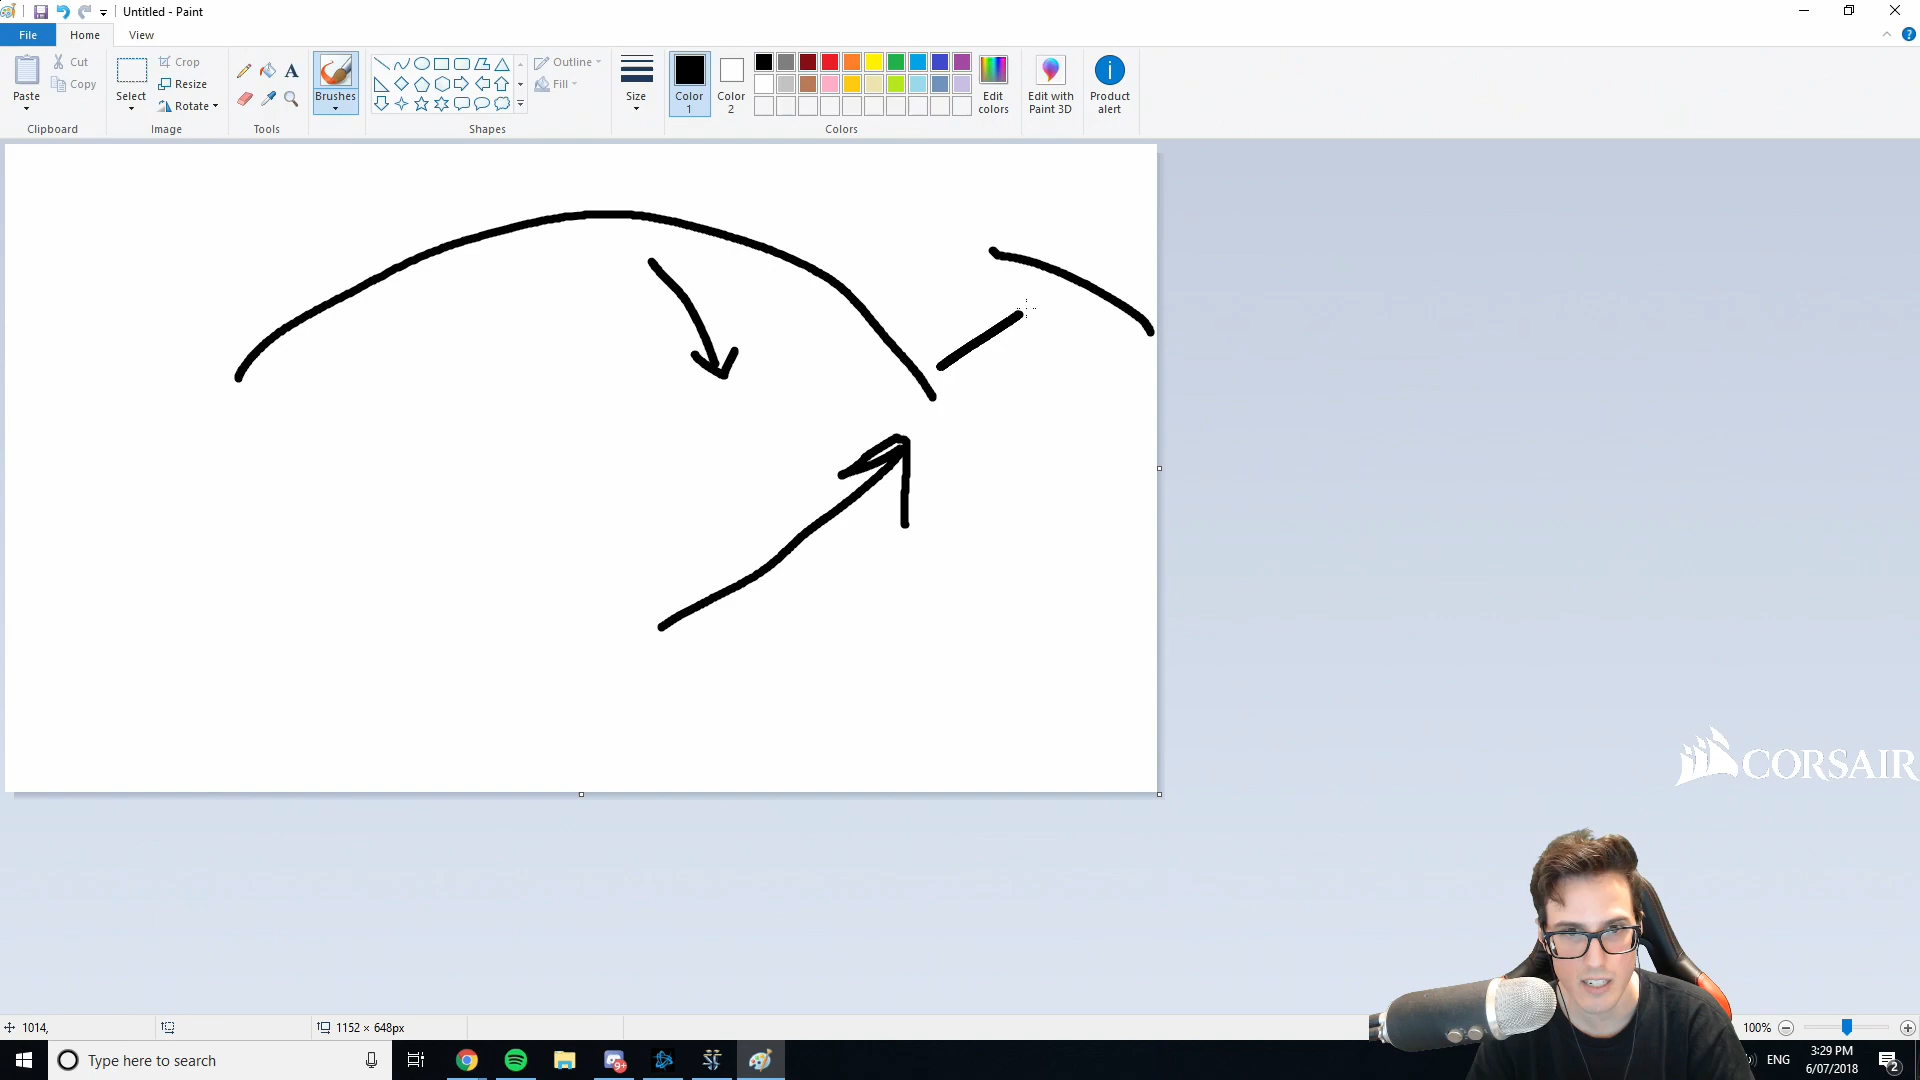 Untitled - Paint
File Home View
Paste Cut Copy Clipboard
Select Crop Resize Rotate Image
Tools
Brushes
Outline Fill Shapes
Size
Color 1 Color 2 Edit colors Colors
Edit with Paint 3D
Product alert
CORSAIR
1014, 1152 × 648px 100%
Type here to search
9+
ENG
3:29 PM
6/07/2018
2